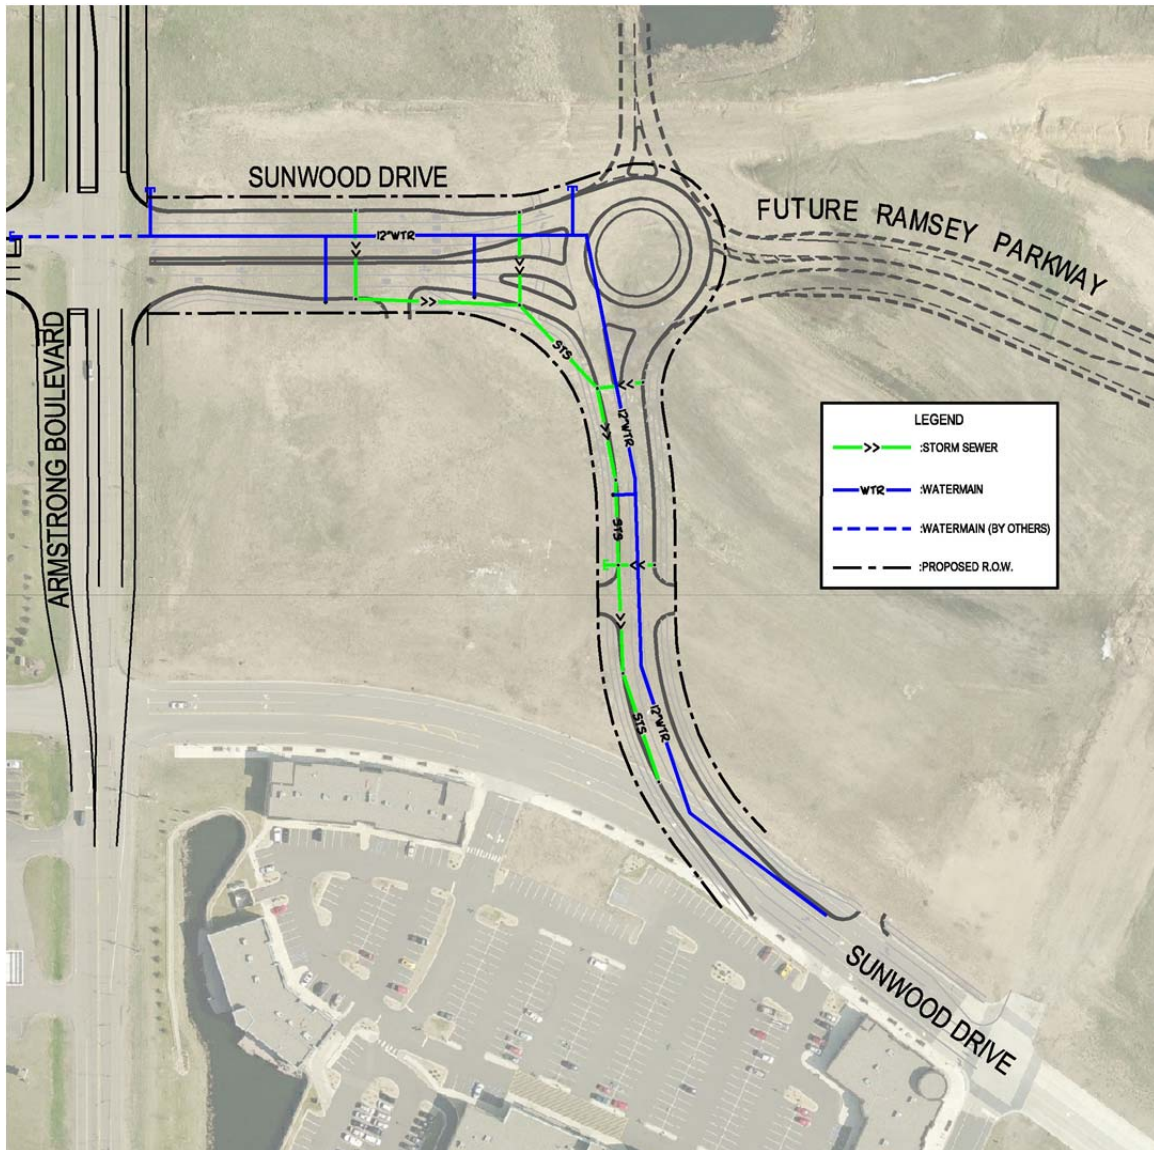 SUNWOOD DRIVE
FUTURE RAMSEY PARKWAY
12"WTR
>>
>>
>>
ARMSTRONG BOULEVARD
STS
<<
12"WTR
>>
STS
<<
>>
STS
12"WTR
SUNWOOD DRIVE
LEGEND
>> :STORM SEWER
WTR :WATERMAIN
:WATERMAIN (BY OTHERS)
:PROPOSED R.O.W.